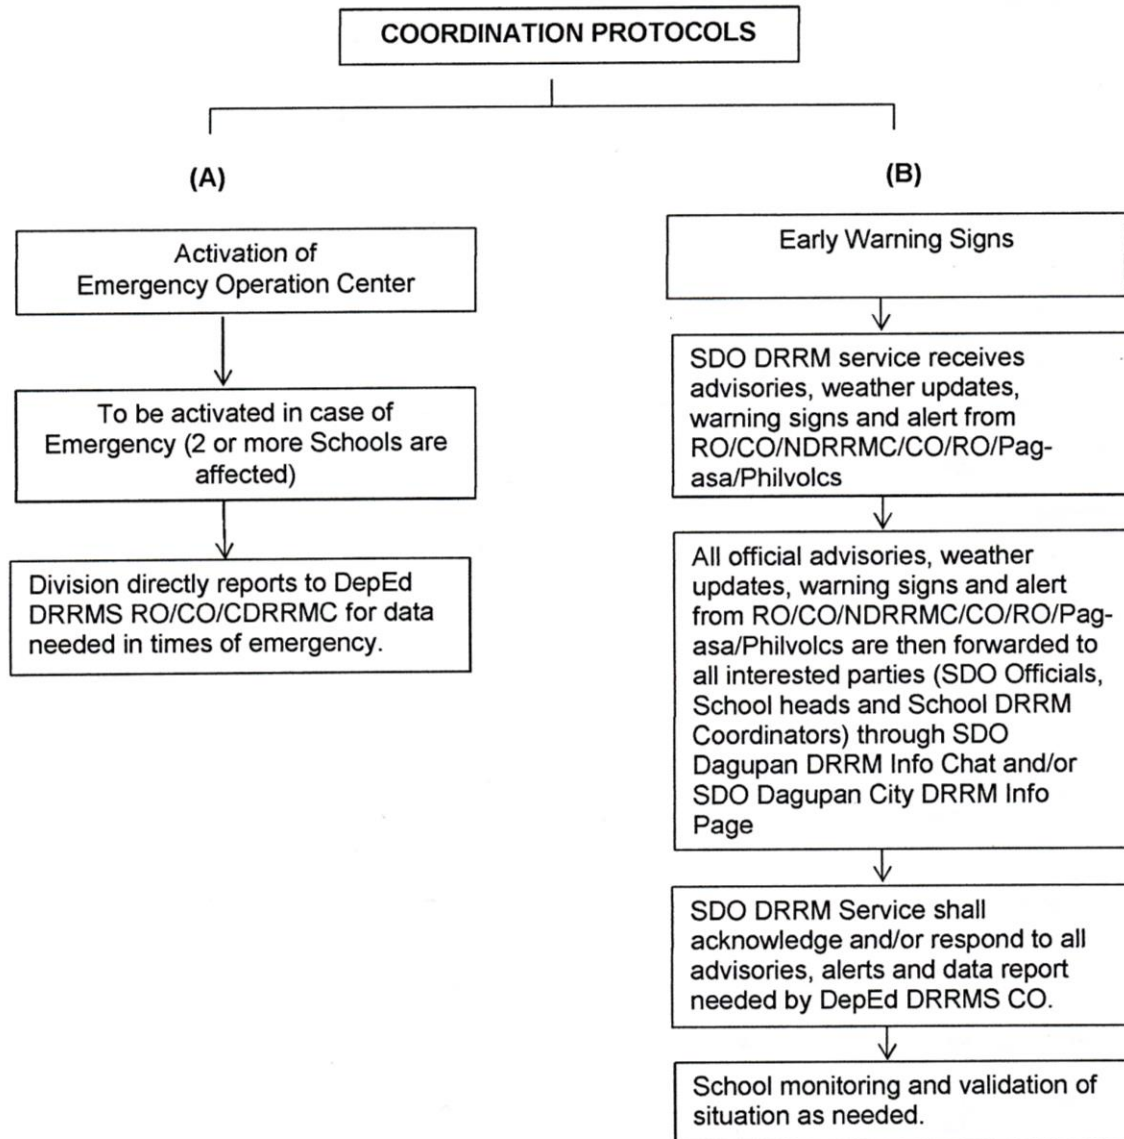 COORDINATION PROTOCOLS
(A)
Activation of
Emergency Operation Center
To be activated in case of
Emergency (2 or more Schools are
affected)
Division directly reports to DepEd
DRRMS RO/CO/CDRRMC for data
needed in times of emergency.
(B)
Early Warning Signs
SDO DRRM service receives
advisories, weather updates,
warning signs and alert from
RO/CO/NDRRMC/CO/RO/Pag-
asa/Philvolcs
All official advisories, weather
updates, warning signs and alert
from RO/CO/NDRRMC/CO/RO/Pag-
asa/Philvolcs are then forwarded to
all interested parties (SDO Officials,
School heads and School DRRM
Coordinators) through SDO
Dagupan DRRM Info Chat and/or
SDO Dagupan City DRRM Info
Page
SDO DRRM Service shall
acknowledge and/or respond to all
advisories, alerts and data report
needed by DepEd DRRMS CO.
School monitoring and validation of
situation as needed.